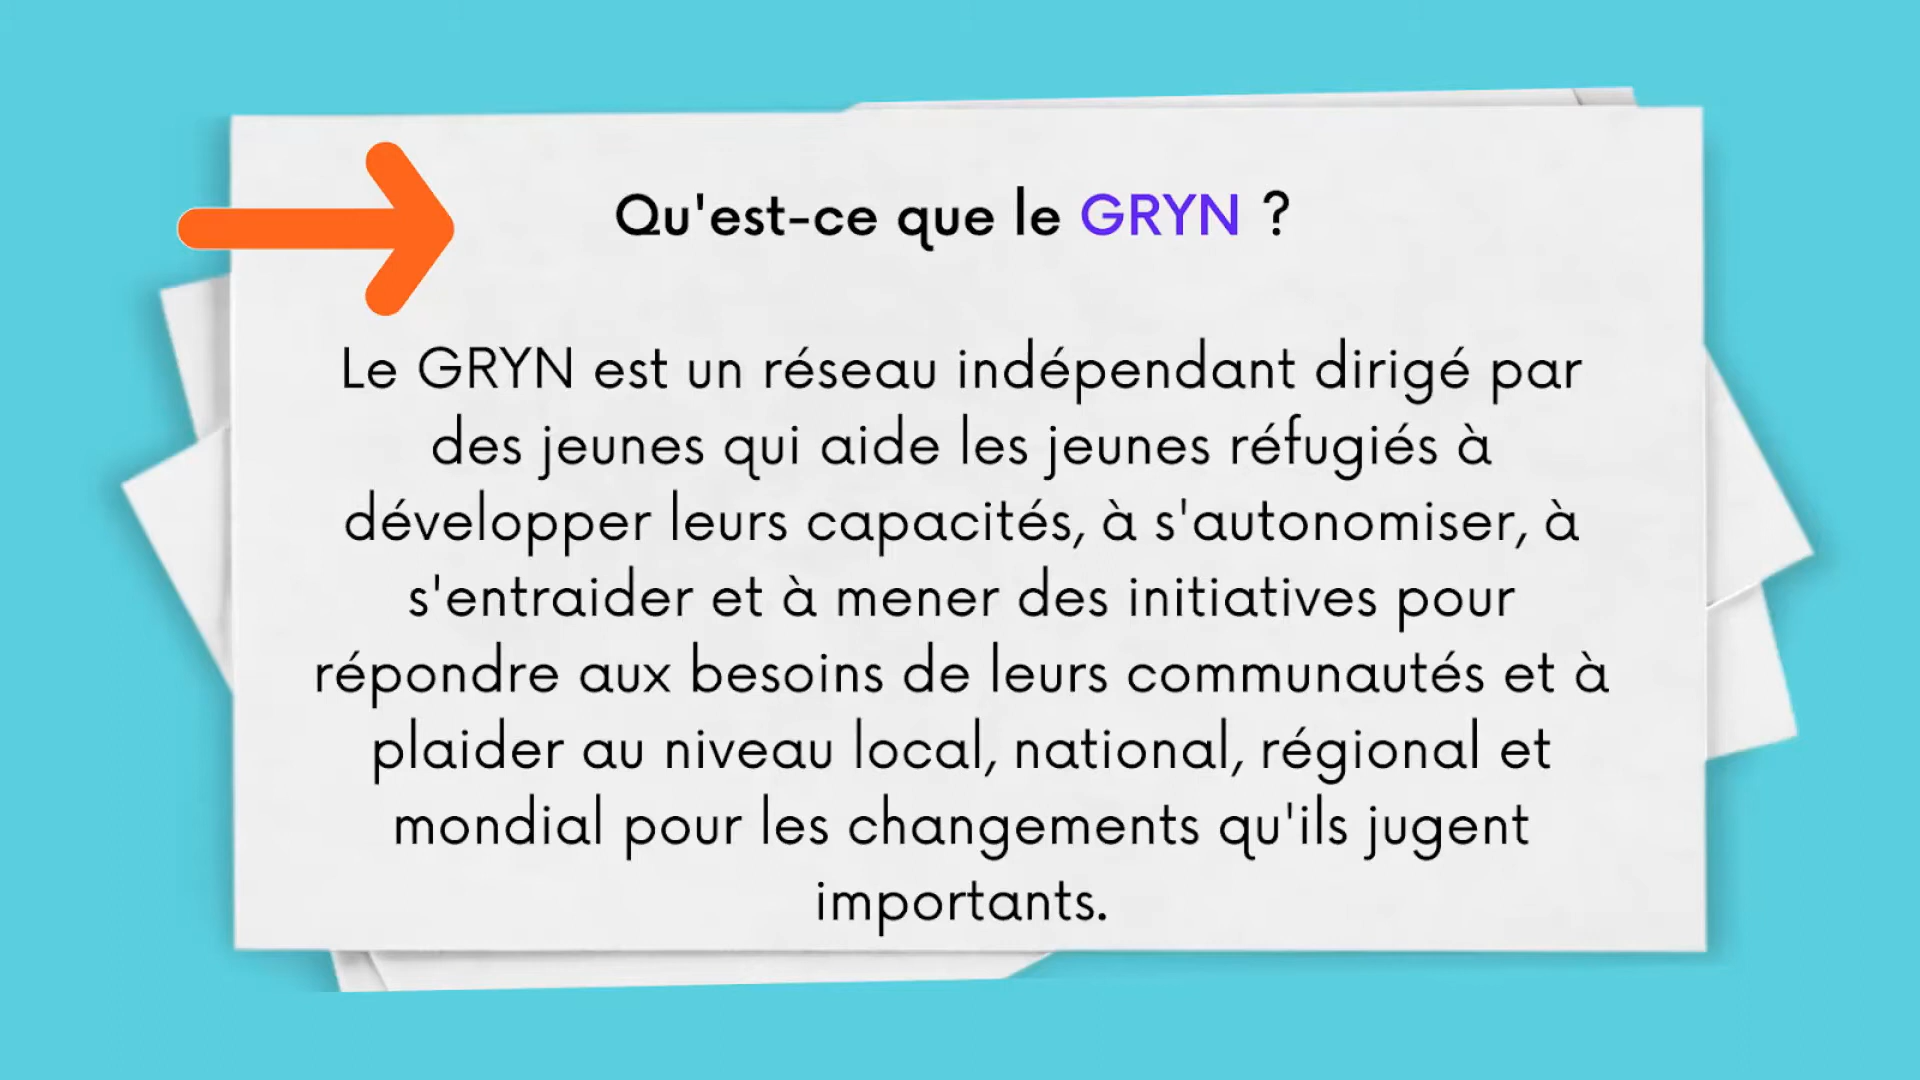 Qu'est-ce que le GRYN ?
Le GRYN est un réseau indépendant dirigé par
des jeunes qui aide les jeunes réfugiés à
développer leurs capacités, à s'autonomiser, à
s'entraider et à mener des initiatives pour
répondre aux besoins de leurs communautés et à
plaider au niveau local, national, régional et
mondial pour les changements qu'ils jugent
importants.